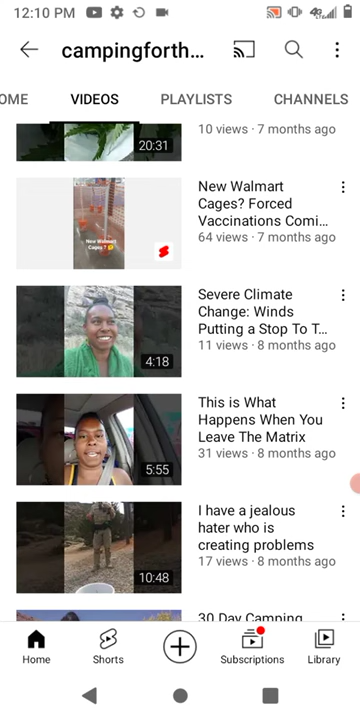 12:10 PM
campingforth...
OME VIDEOS PLAYLISTS CHANNELS
20:31
10 views · 7 months ago
New Walmart
Cages ?
New Walmart
Cages? Forced
Vaccinations Comi...
64 views · 7 months ago
4:18
Severe Climate
Change: Winds
Putting a Stop To T...
11 views · 8 months ago
5:55
This is What
Happens When You
Leave The Matrix
31 views · 8 months ago
10:48
I have a jealous
hater who is
creating problems
17 views · 8 months ago
30 Day Camping
Home Shorts Subscriptions Library